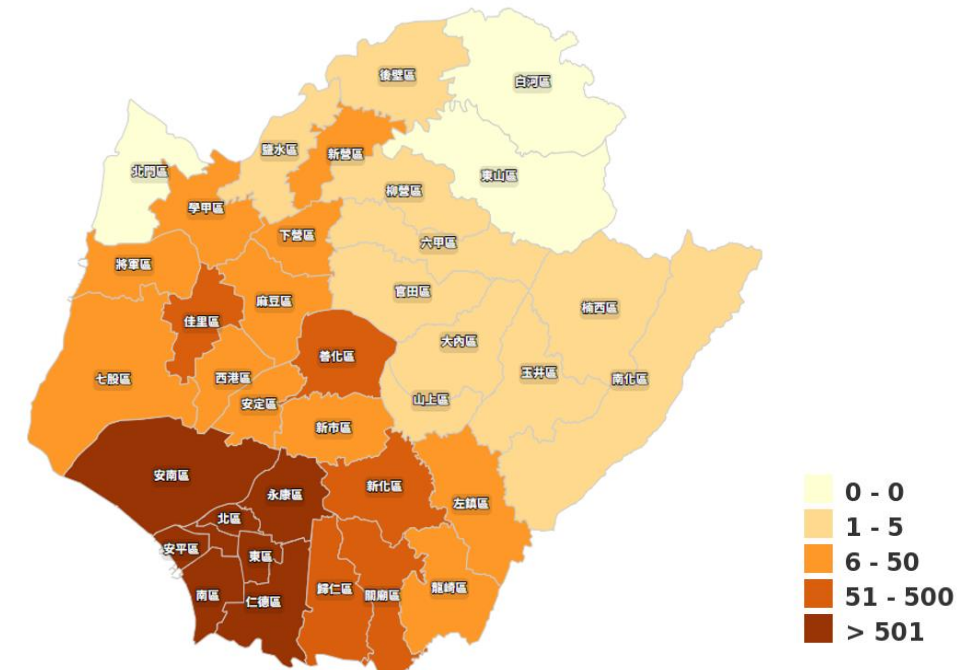 後壁區
白河區
鹽水區
新營區
北門區
東山區
柳營區
學甲區
下營區
六甲區
將軍區
官田區
麻豆區
楠西區
佳里區
大內區
善化區
玉井區
七股區
西港區
南化區
山上區
安定區
新市區
安南區
新化區
永康區
左鎮區
北區
安平區
東區
歸仁區
龍崎區
南區
關廟區
仁德區
0 - 0
1 - 5
6 - 50
51 - 500
> 501